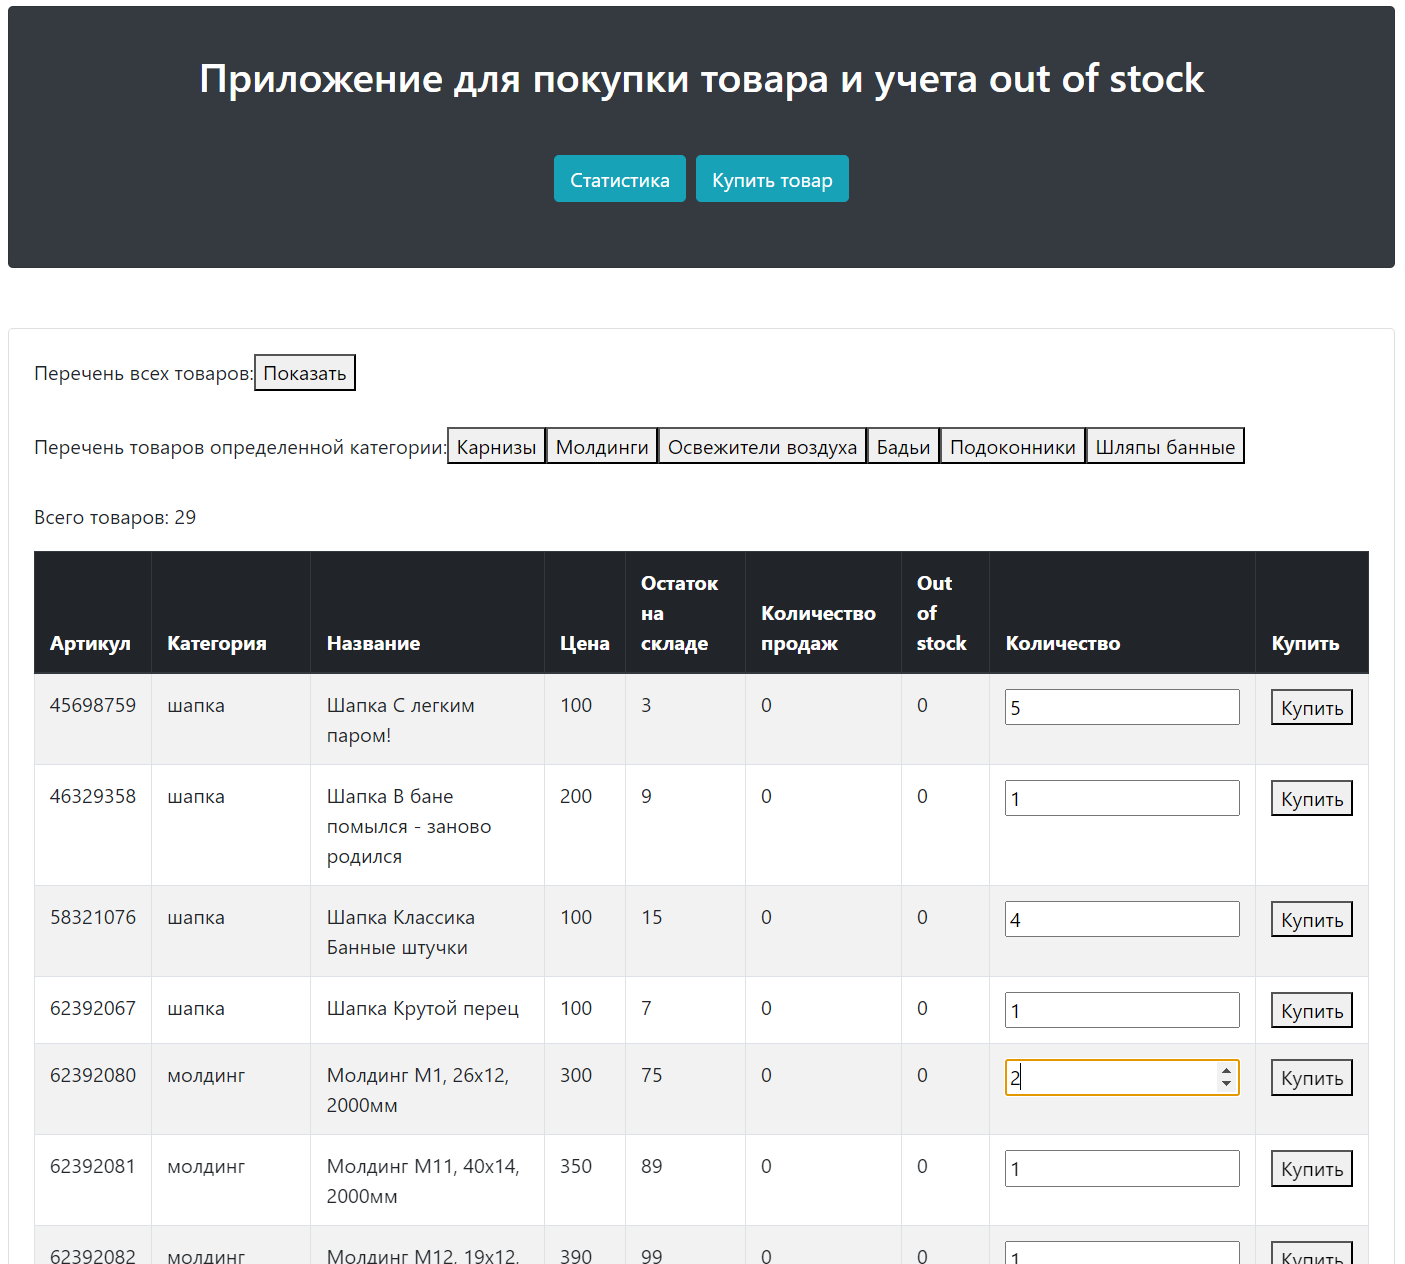 Приложение для покупки товара и учета out of stock
Статистика Купить товар
Перечень всех товаров: Показать
Перечень товаров определенной категории: Карнизы Молдинги Освежители воздуха Бадьи Подоконники Шляпы банные
Всего товаров: 29
Артикул Категория Название Цена Остаток на складе Количество продаж Out of stock Количество Купить
45698759 шапка Шапка С легким 100 3 0 0 5 Купить
паром!
46329358 шапка Шапка В бане 200 9 0 0 1 Купить
помылся - заново
родился
58321076 шапка Шапка Классика 100 15 0 0 4 Купить
Банные штучки
62392067 шапка Шапка Крутой перец 100 7 0 0 1 Купить
62392080 молдинг Молдинг М1, 26х12, 300 75 0 0 2 Купить
2000мм
62392081 молдинг Молдинг М11, 40х14, 350 89 0 0 1 Купить
2000мм
62392082 молдинг Молдинг М12, 19х12, 390 99 0 0 1 Купить